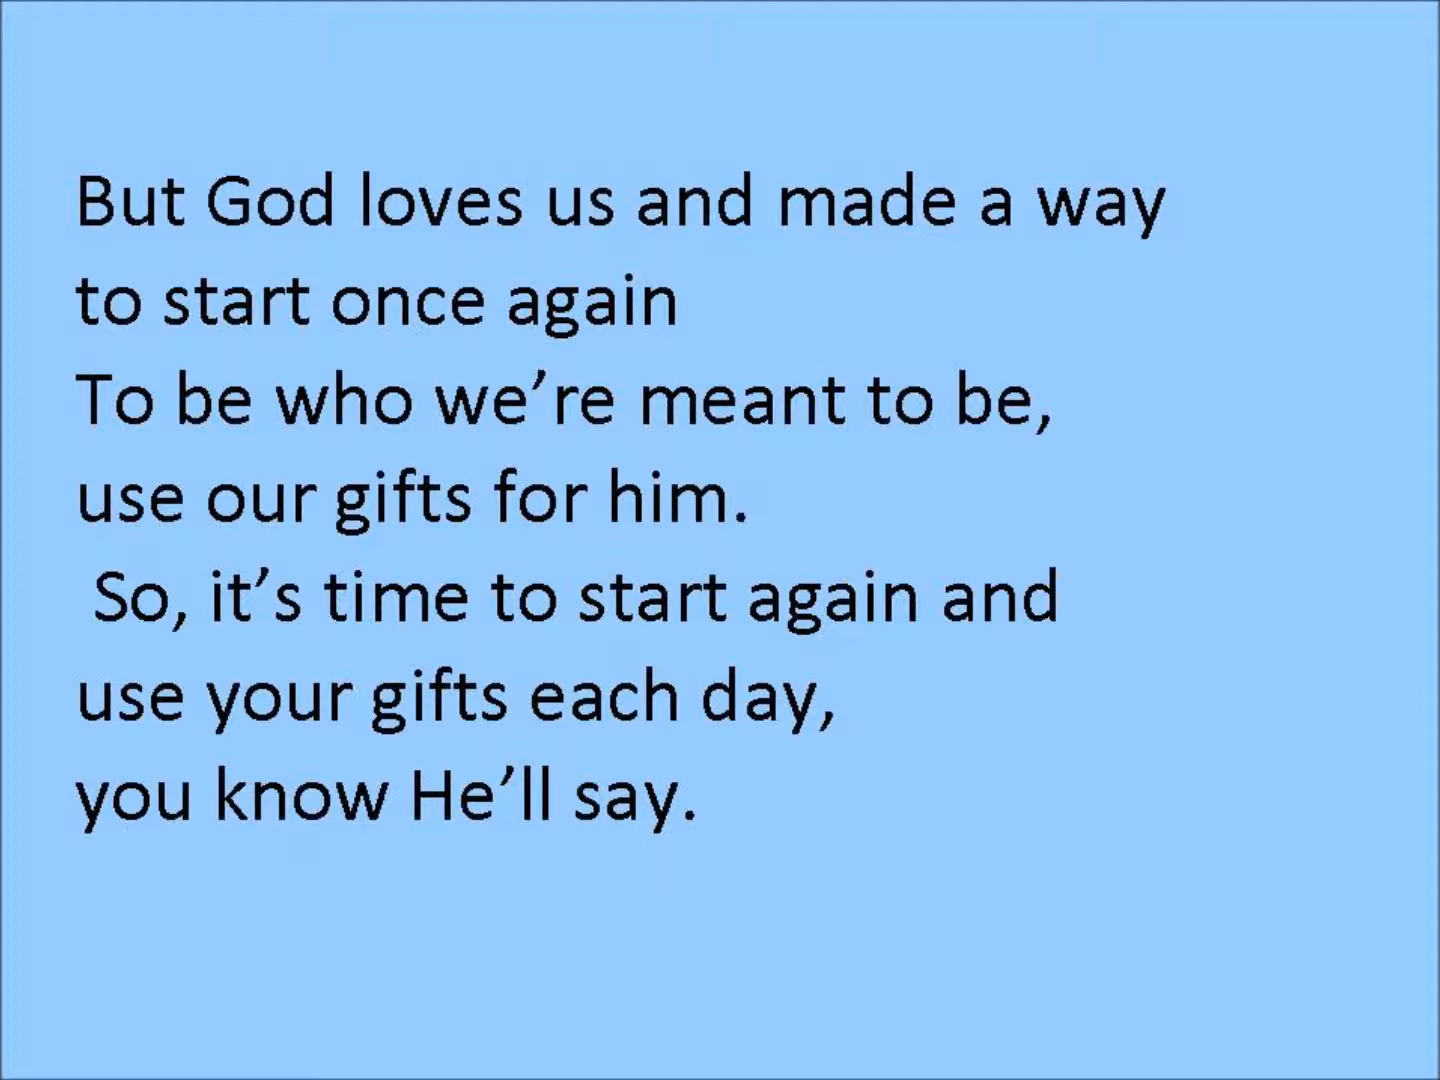 But God loves us and made a way
to start once again
To be who we’re meant to be,
use our gifts for him.
So, it’s time to start again and
use your gifts each day,
you know He’ll say.